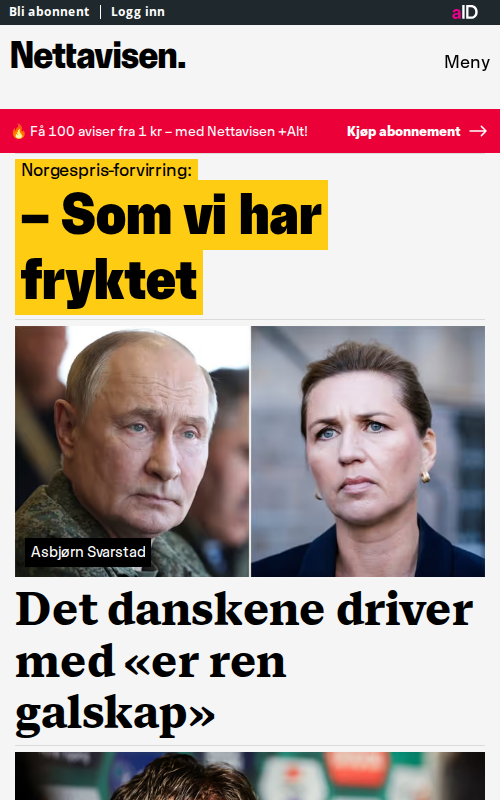 Bli abonnent
Logg inn
aID
Nettavisen.
Meny
🔥 Få 100 aviser fra 1 kr – med Nettavisen +Alt!
Kjøp abonnement →
Norgespris-forvirring:
– Som vi har
fryktet
Asbjørn Svarstad
Det danskene driver
med «er ren
galskap»